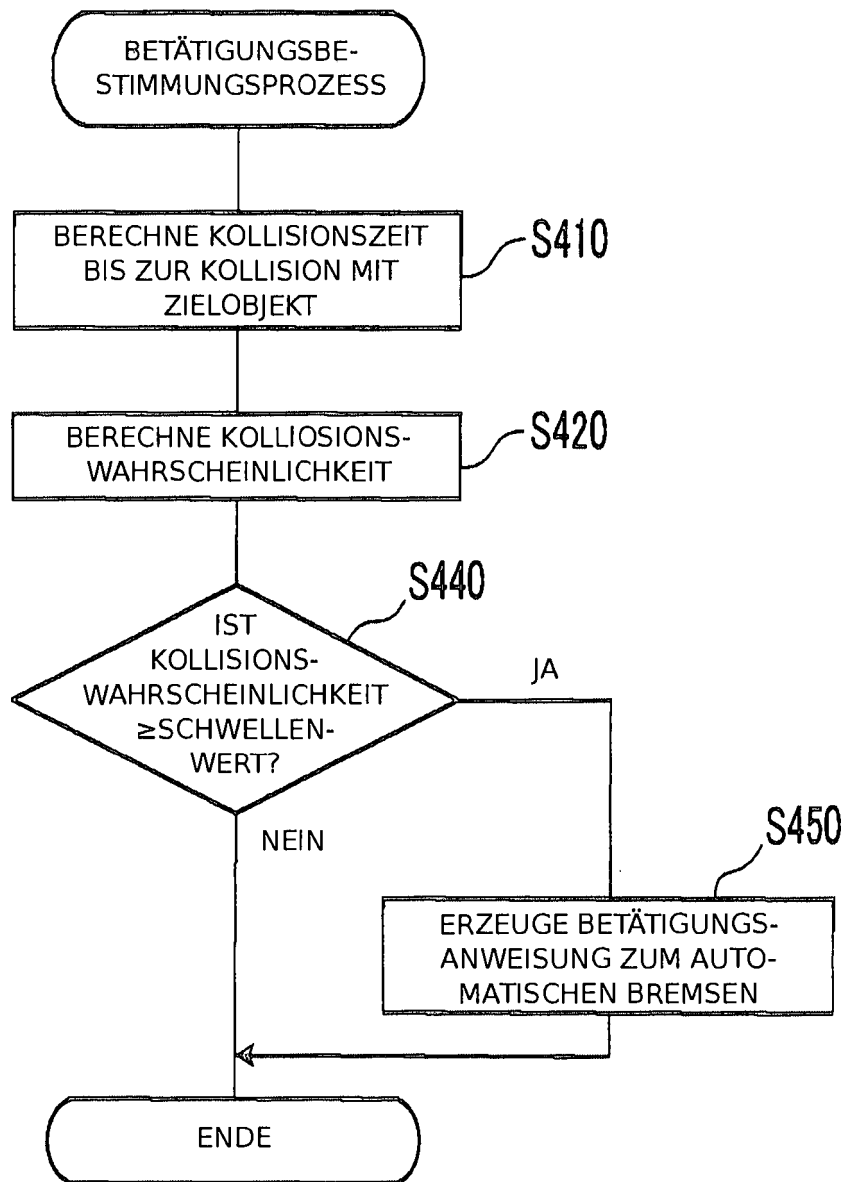 BETÄTIGUNGSBE-
STIMMUNGSPROZESS
BERECHNE KOLLISIONSZEIT
BIS ZUR KOLLISION MIT
ZIELOBJEKT
S410
BERECHNE KOLLIOSIONS-
WAHRSCHEINLICHKEIT
S420
S440
IST
KOLLISIONS-
WAHRSCHEINLICHKEIT
≥SCHWELLEN-
WERT?
JA
NEIN
S450
ERZEUGE BETÄTIGUNGS-
ANWEISUNG ZUM AUTO-
MATISCHEN BREMSEN
ENDE